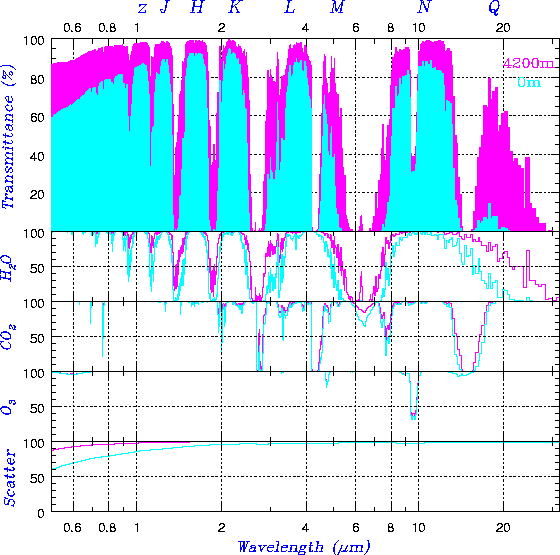 z J H K L M N Q
0.6 0.8 1 2 4 6 8 10 20
100
80
60
40
20
Transmittance (%)
4200m
0m
100
50
H₂O
100
50
CO₂
100
50
O₃
100
50
0
Scatter
0.6 0.8 1 2 4 6 8 10 20
Wavelength (μm)